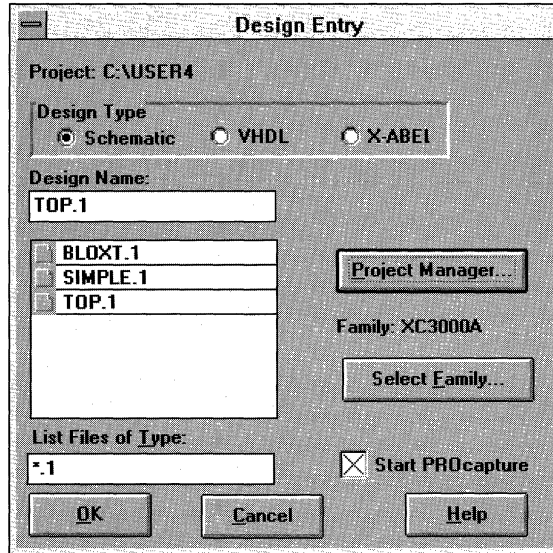 Design Entry
Project: C:\USER4
Design Type
Schematic VHDL X-ABEL
Design Name:
TOP.1
BLOXT.1
SIMPLE.1
TOP.1
Project Manager...
Family: XC3000A
Select Family...
List Files of Type:
*.1
Start PROcapture
OK Cancel Help